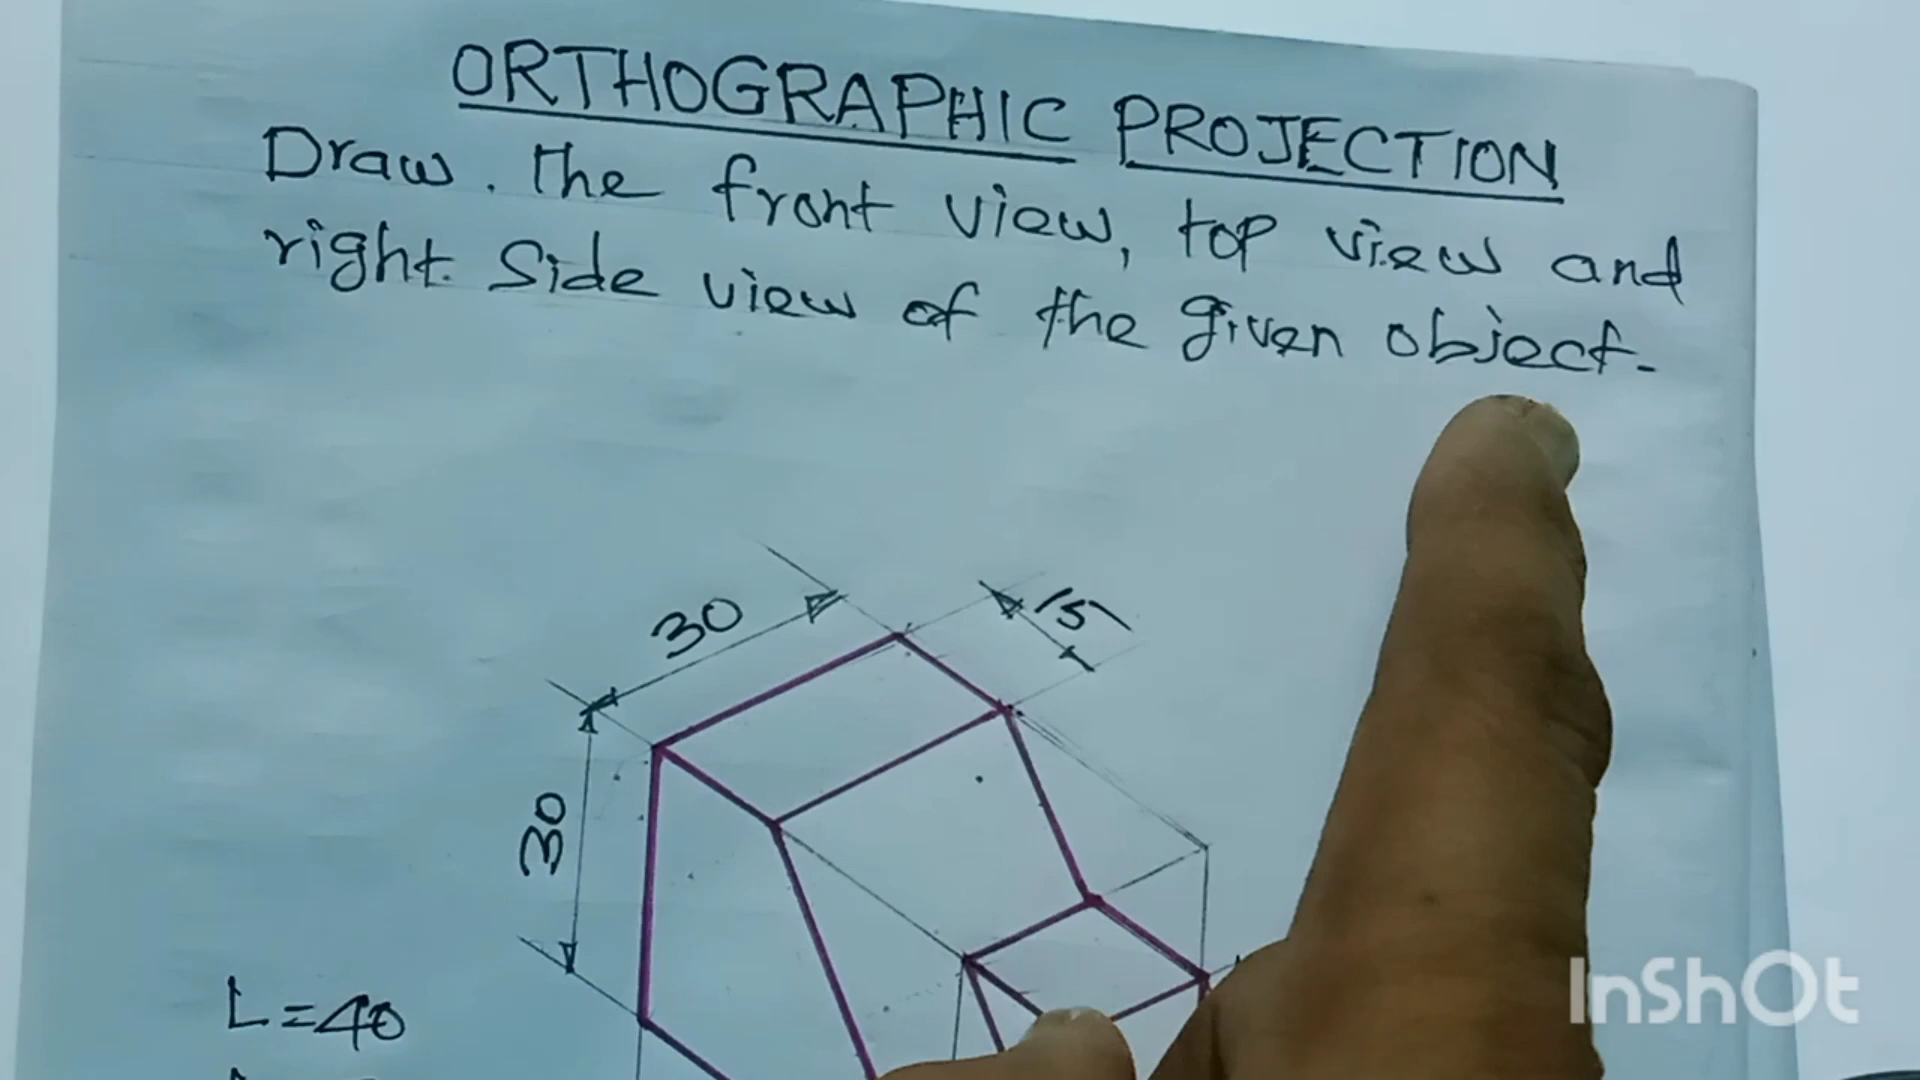 ORTHOGRAPHIC PROJECTION
Draw. the front view, top view and
right side view of the given object.
30
15
30
L=40
InShOt